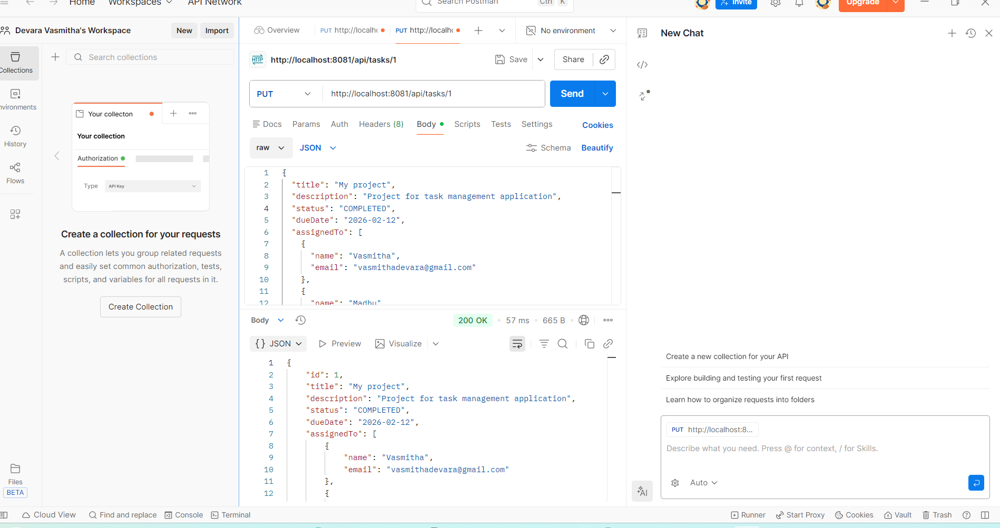 Home
Workspaces
API Network
Search Postman
Ctrl
K
Invite
Upgrade
Devara Vasmitha's Workspace
New
Import
Overview
PUT http://localh
PUT http://localh
No environment
New Chat
Collections
Environments
History
Flows
Files
BETA
Search collections
Your collecton
Your collection
Authorization
Type
API Key
Create a collection for your requests
A collection lets you group related requests
and easily set common authorization, tests,
scripts, and variables for all requests in it.
Create Collection
HTTP
http://localhost:8081/api/tasks/1
Save
Share
PUT
http://localhost:8081/api/tasks/1
Send
Docs
Params
Auth
Headers (8)
Body
Scripts
Tests
Settings
Cookies
raw
JSON
Schema
Beautify
1 {
2 "title": "My project",
3 "description": "Project for task management application",
4 "status": "COMPLETED",
5 "dueDate": "2026-02-12",
6 "assignedTo": [
7 {
8 "name": "Vasmitha",
9 "email": "vasmithadevara@gmail.com"
10 },
11 {
12 "name": "Madhu"
Body
200 OK
57 ms
665 B
{} JSON
Preview
Visualize
1 {
2 "id": 1,
3 "title": "My project",
4 "description": "Project for task management application",
5 "status": "COMPLETED",
6 "dueDate": "2026-02-12",
7 "assignedTo": [
8 {
9 "name": "Vasmitha",
10 "email": "vasmithadevara@gmail.com"
11 },
12 {
Create a new collection for your API
Explore building and testing your first request
Learn how to organize requests into folders
PUT http://localhost:8...
Describe what you need. Press @ for context, / for Skills.
Auto
AI
Cloud View
Find and replace
Console
Terminal
Runner
Start Proxy
Cookies
Vault
Trash